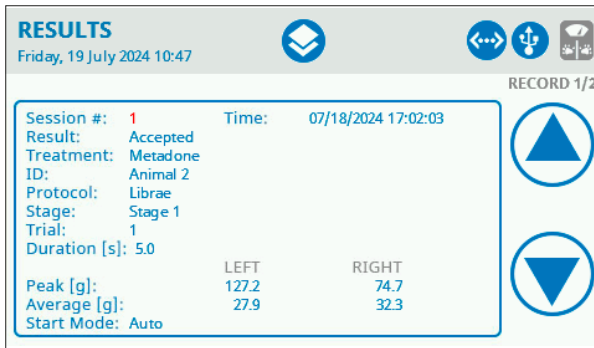 RESULTS
Friday, 19 July 2024 10:47
RECORD 1/2
Session #: 1 Time: 07/18/2024 17:02:03
Result: Accepted
Treatment: Metadone
ID: Animal 2
Protocol: Librae
Stage: Stage 1
Trial: 1
Duration [s]: 5.0
LEFT RIGHT
Peak [g]: 127.2 74.7
Average [g]: 27.9 32.3
Start Mode: Auto